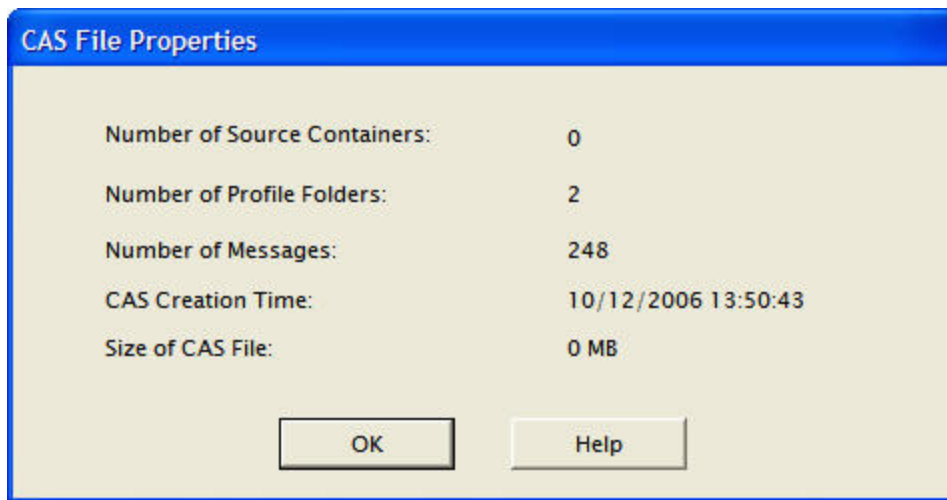 CAS File Properties
Number of Source Containers: 0
Number of Profile Folders: 2
Number of Messages: 248
CAS Creation Time: 10/12/2006 13:50:43
Size of CAS File: 0 MB
OK Help